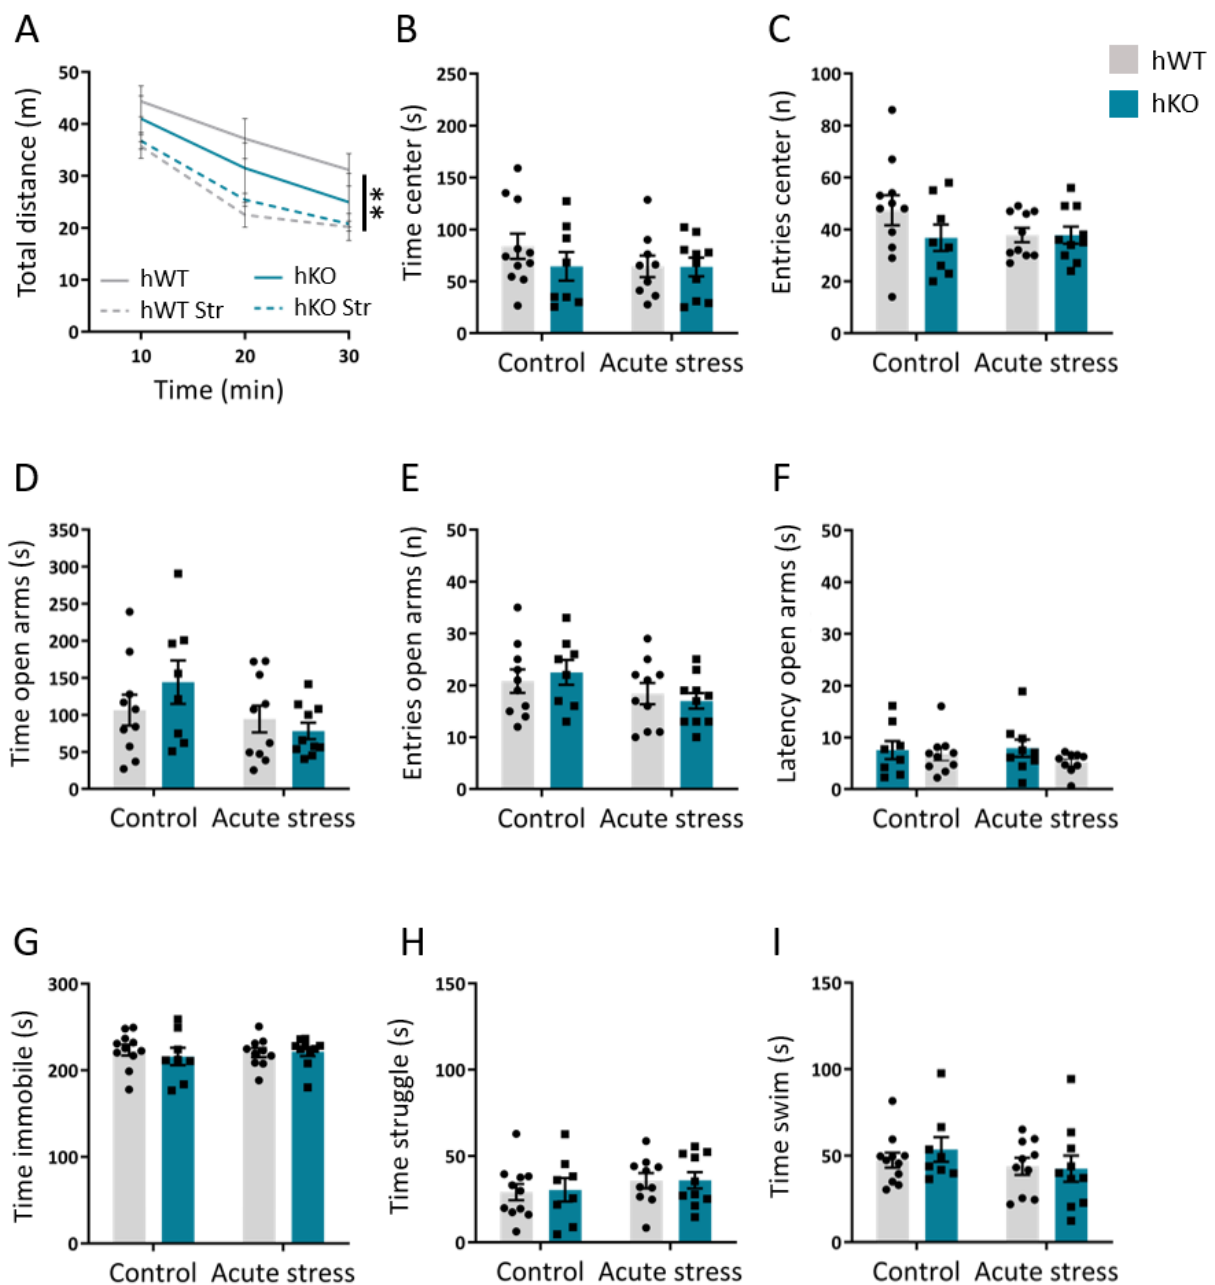 A
B
C
hWT
hKO
Total distance (m)
50
40
30
20
10
0
hWT
hKO
hWT Str
hKO Str
**
10
20
30
Time (min)
Time center (s)
250
200
150
100
50
0
Control
Acute stress
Entries center (n)
100
80
60
40
20
0
Control
Acute stress
D
E
F
Time open arms (s)
350
300
250
200
150
100
50
0
Control
Acute stress
Entries open arms (n)
50
40
30
20
10
0
Control
Acute stress
Latency open arms (s)
50
40
30
20
10
0
Control
Acute stress
G
H
I
Time immobile (s)
300
200
100
0
Control
Acute stress
Time struggle (s)
150
100
50
0
Control
Acute stress
Time swim (s)
150
100
50
0
Control
Acute stress